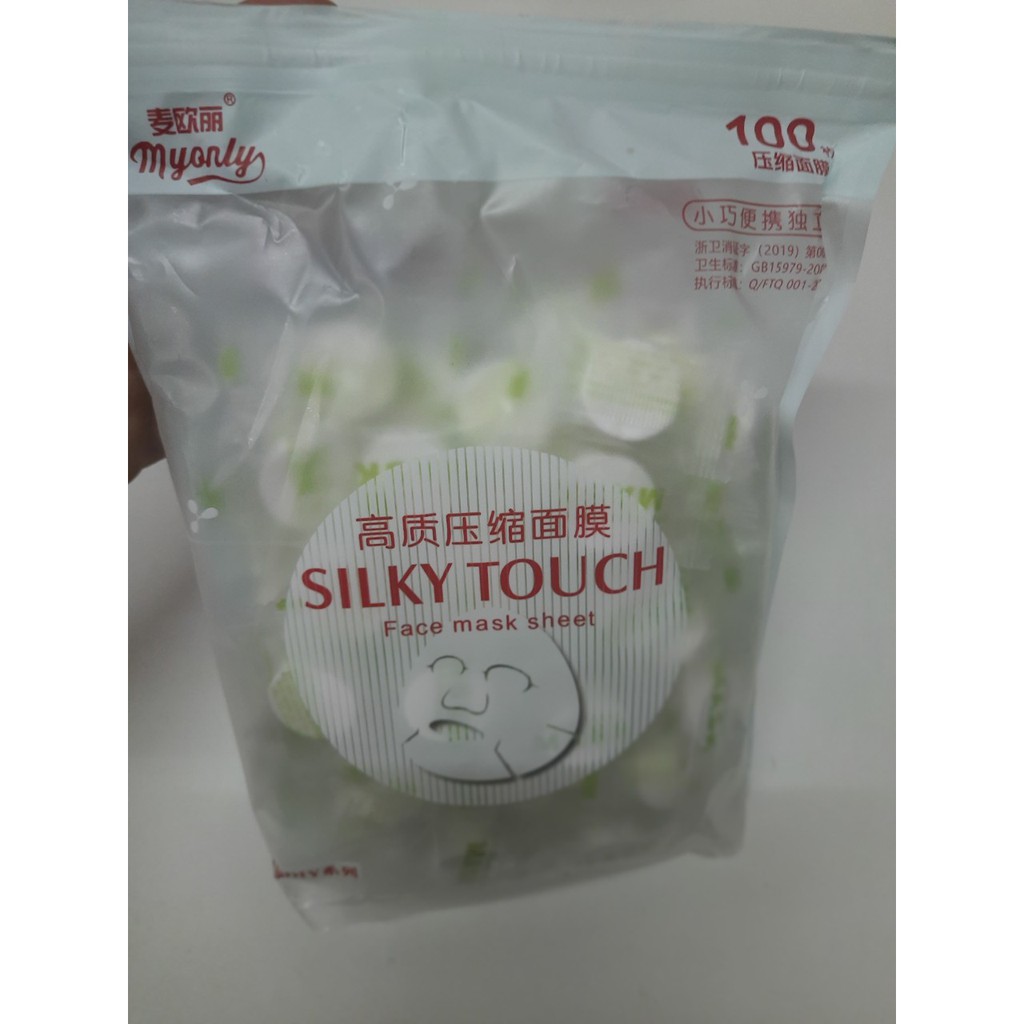 麦欧丽®
Myonly
100
压缩面膜
小巧便携独立
浙卫消证字（2019）第
卫生标准：GB15979-20
执行标准：Q/FTQ 001-
高质压缩面膜
SILKY TOUCH
Face mask sheet
系列